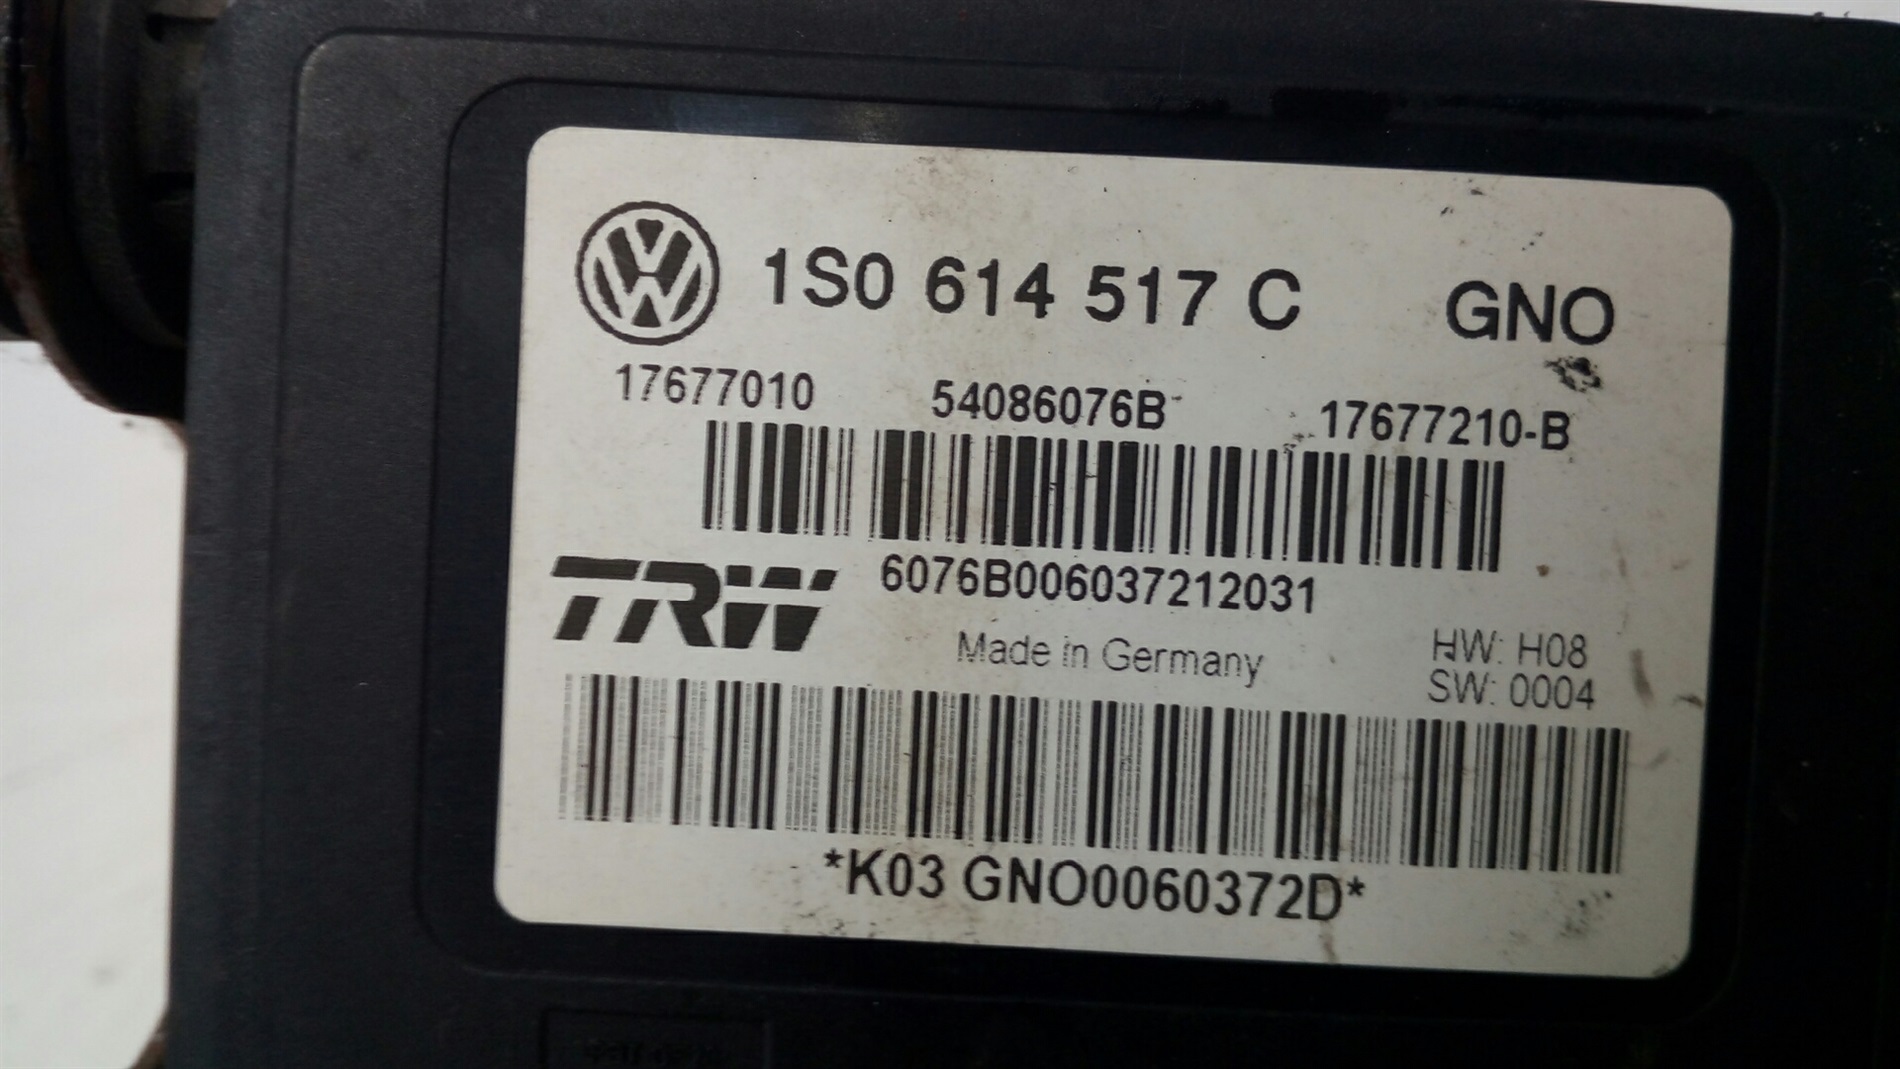 1S0 614 517 C GNO
17677010 54086076B 17677210-B
6076B006037212031
TRW
Made in Germany
HW: H08
SW: 0004
*K03 GNO0060372D*